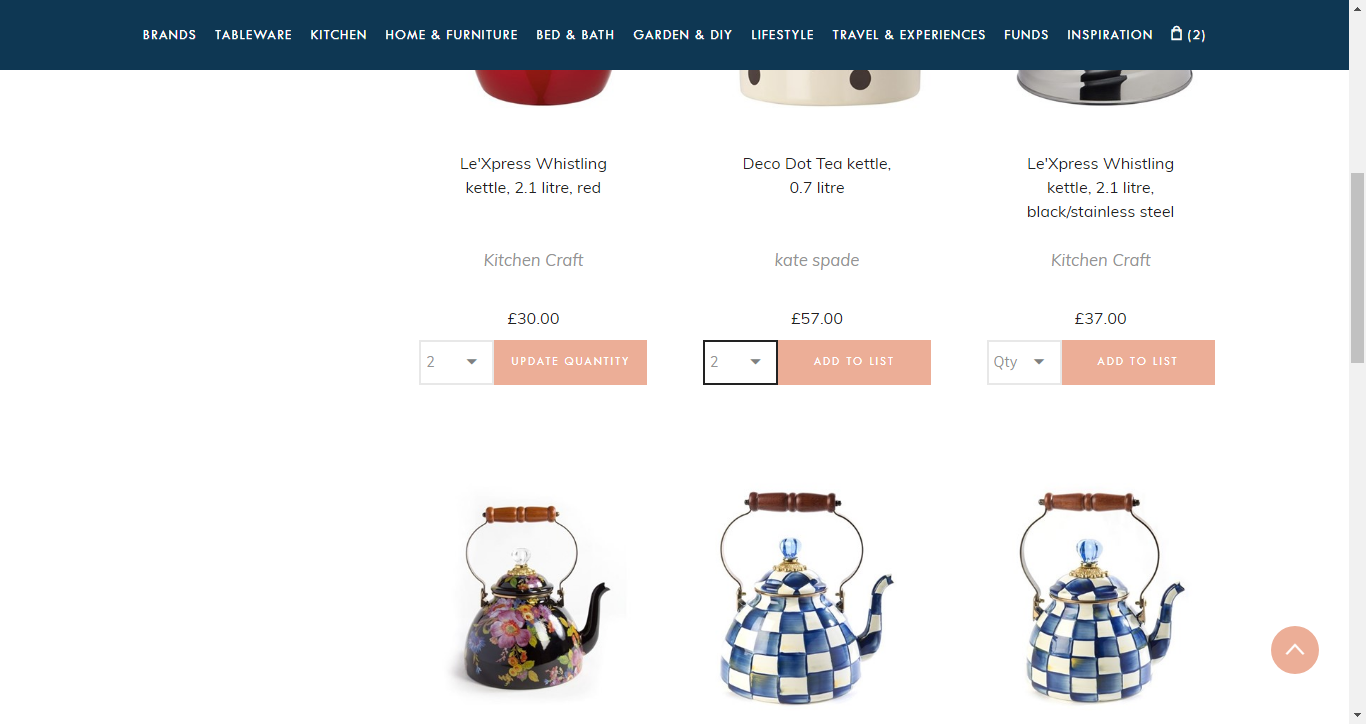 BRANDS TABLEWARE KITCHEN HOME & FURNITURE BED & BATH GARDEN & DIY LIFESTYLE TRAVEL & EXPERIENCES FUNDS INSPIRATION (2)
Le'Xpress Whistling
kettle, 2.1 litre, red
Kitchen Craft
£30.00
2 UPDATE QUANTITY
Deco Dot Tea kettle,
0.7 litre
kate spade
£57.00
2 ADD TO LIST
Le'Xpress Whistling
kettle, 2.1 litre,
black/stainless steel
Kitchen Craft
£37.00
Qty ADD TO LIST